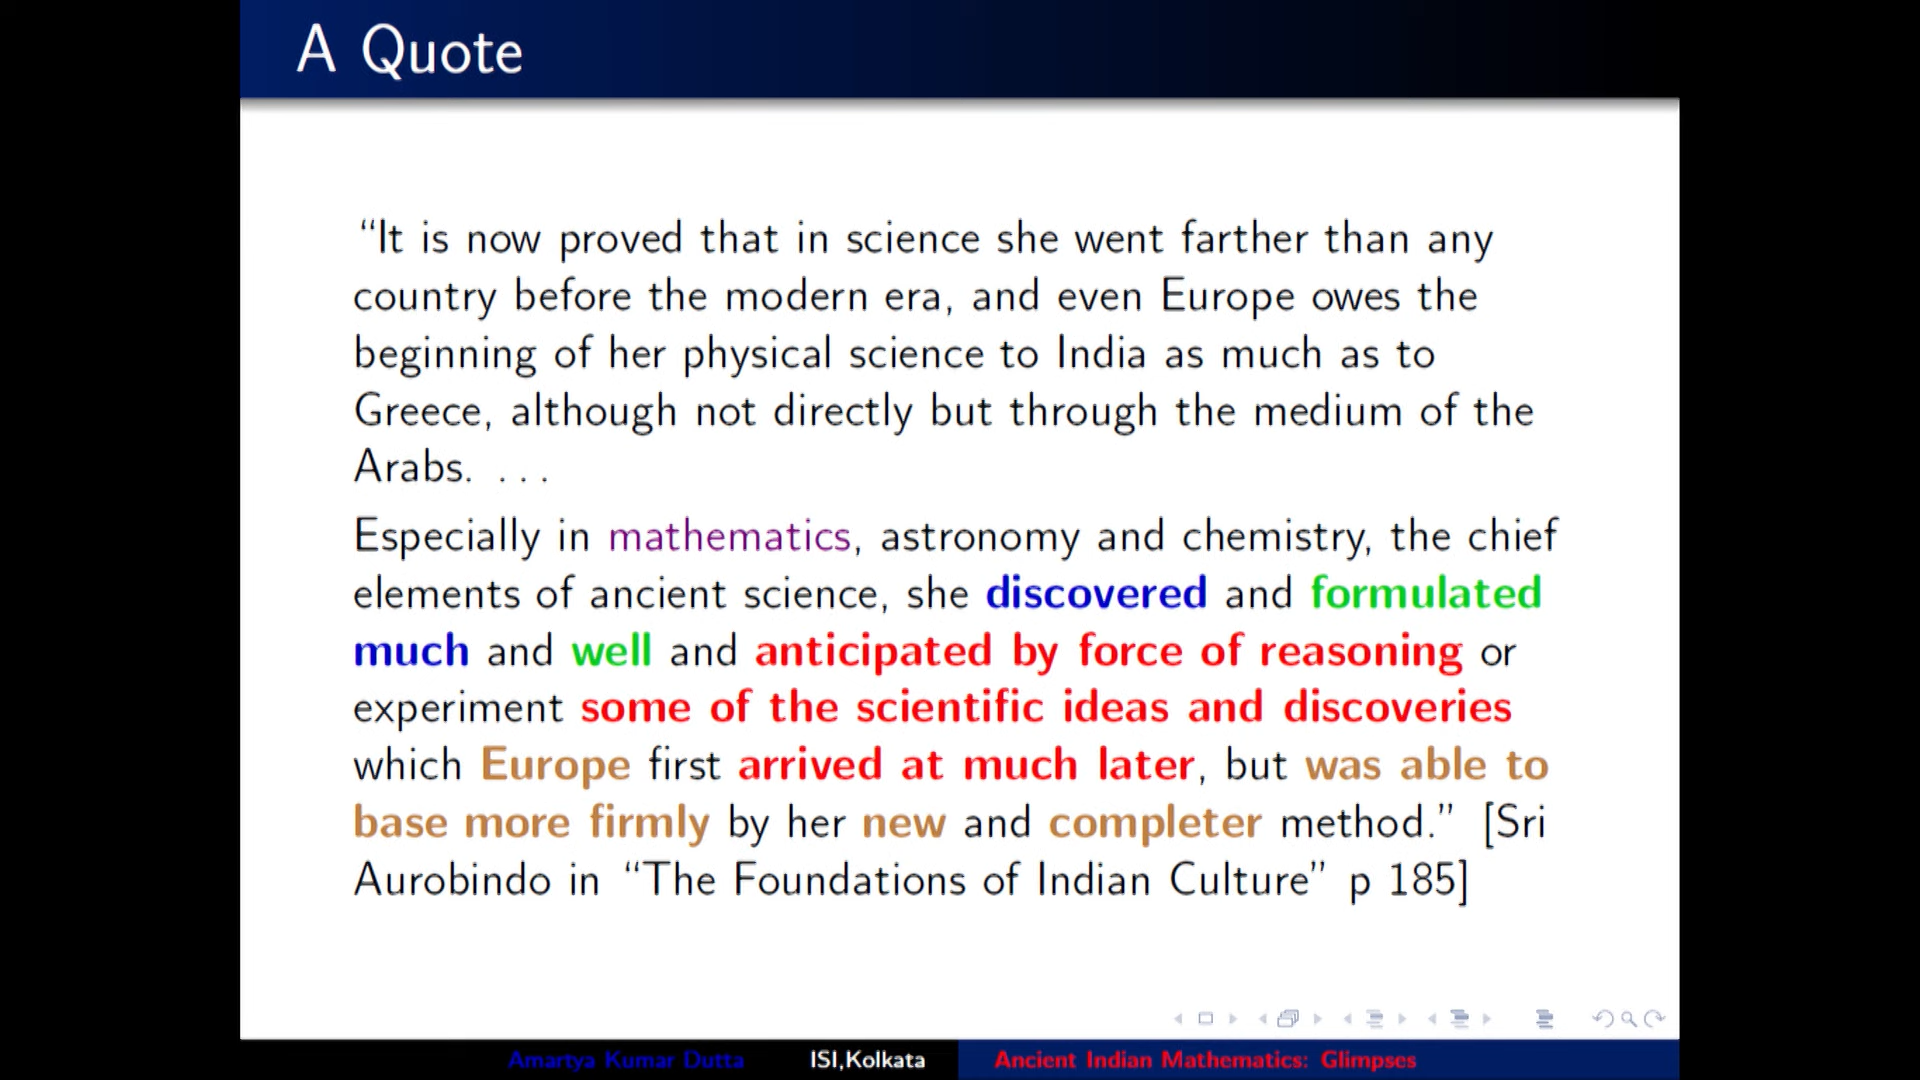 A Quote
“It is now proved that in science she went farther than any
country before the modern era, and even Europe owes the
beginning of her physical science to India as much as to
Greece, although not directly but through the medium of the
Arabs. ...
Especially in mathematics, astronomy and chemistry, the chief
elements of ancient science, she discovered and formulated
much and well and anticipated by force of reasoning or
experiment some of the scientific ideas and discoveries
which Europe first arrived at much later, but was able to
base more firmly by her new and completer method.” [Sri
Aurobindo in “The Foundations of Indian Culture” p 185]
Amartya Kumar Dutta ISI,Kolkata Ancient Indian Mathematics: Glimpses